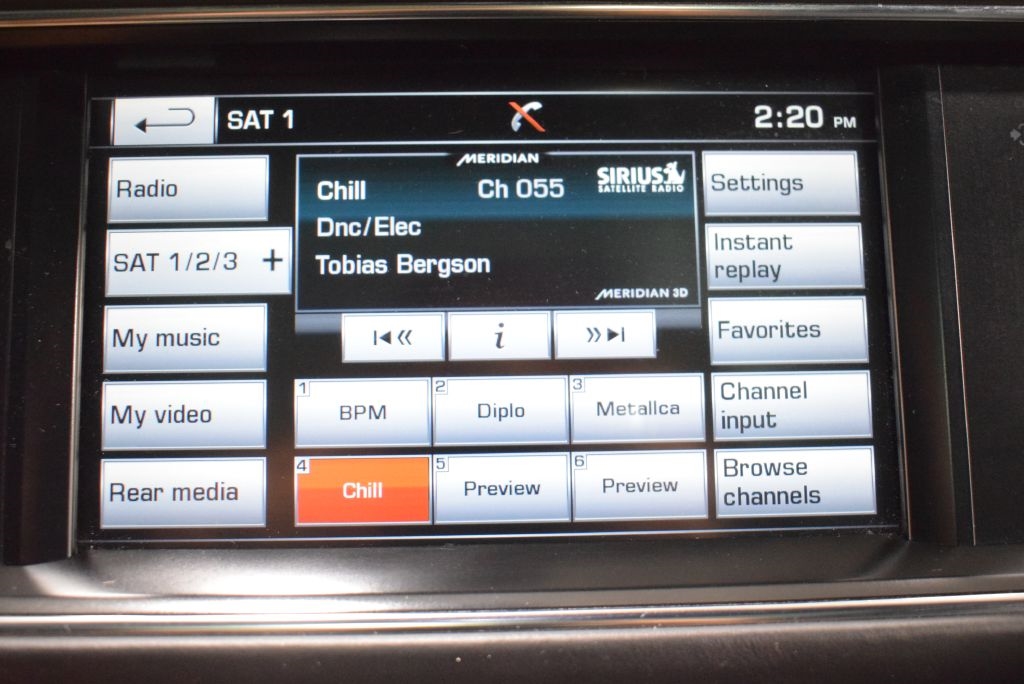 SAT 1
2:20 PM
Radio
SAT 1/2/3 +
My music
My video
Rear media
MERIDIAN
Chill Ch 055
SIRIUS
SATELLITE RADIO
Dnc/Elec
Tobias Bergson
MERIDIAN 3D
i
1 BPM
2 Diplo
3 Metallca
4 Chill
5 Preview
6 Preview
Settings
Instant
replay
Favorites
Channel
input
Browse
channels